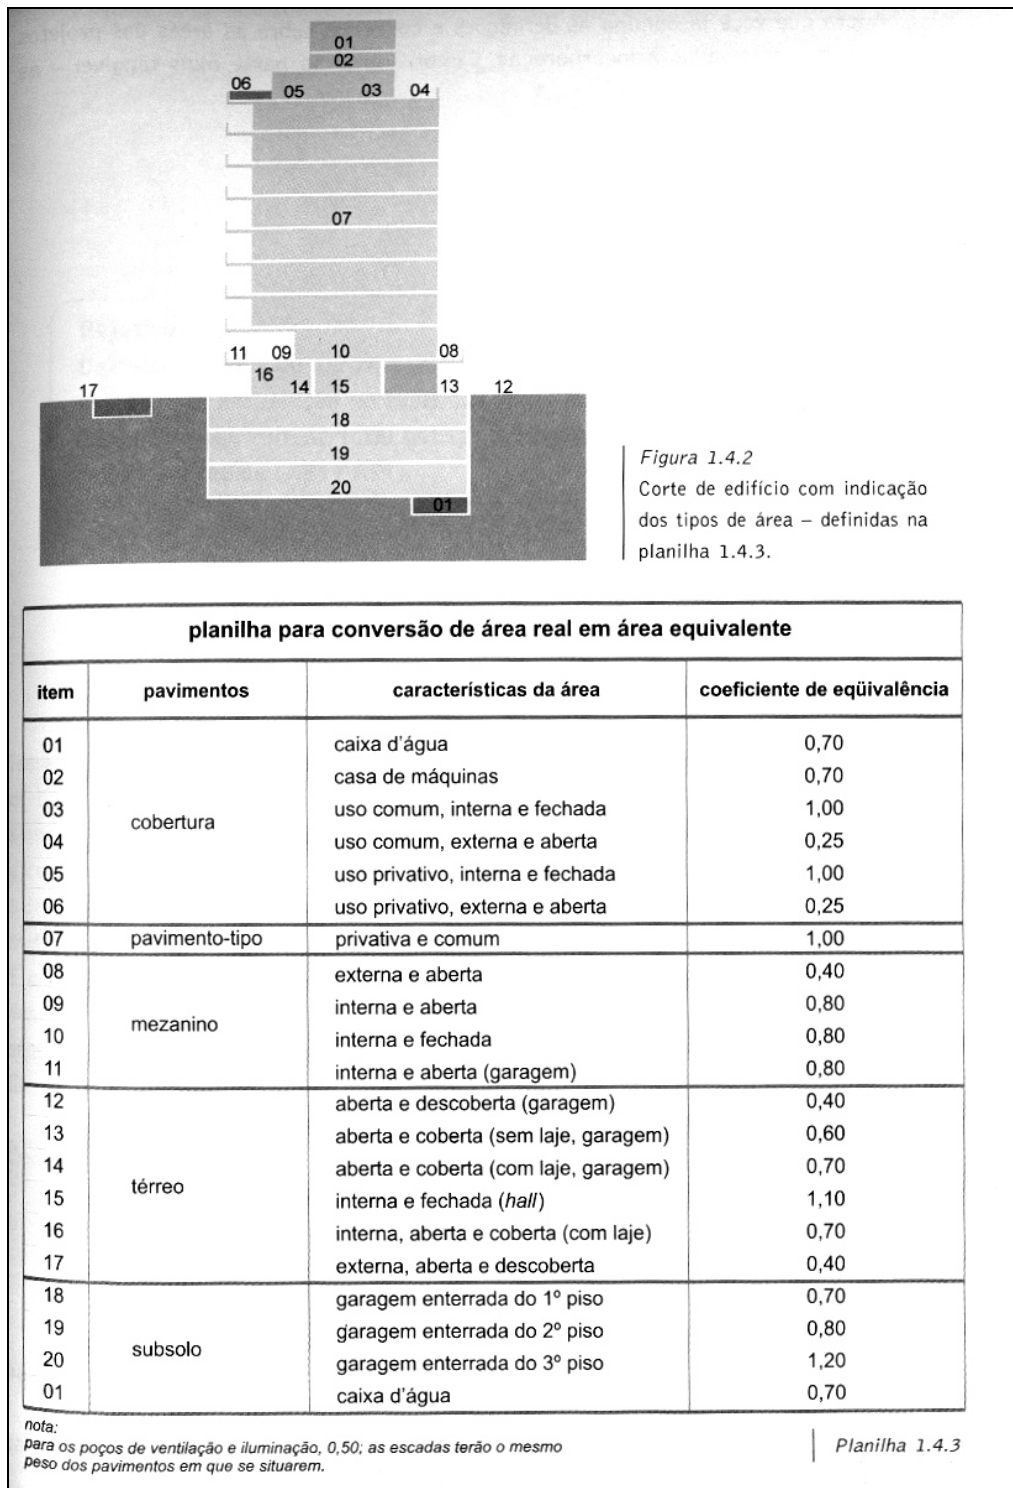 01
02
06 05 03 04
07
11 09 10 08
16 14 15 13 12
17
18
19
20
01
Figura 1.4.2
Corte de edifício com indicação
dos tipos de área – definidas na
planilha 1.4.3.
planilha para conversão de área real em área equivalente
item pavimentos características da área coeficiente de eqüivalência
01 caixa d'água 0,70
02 casa de máquinas 0,70
03 uso comum, interna e fechada 1,00
cobertura
04 uso comum, externa e aberta 0,25
05 uso privativo, interna e fechada 1,00
06 uso privativo, externa e aberta 0,25
07 pavimento-tipo privativa e comum 1,00
08 externa e aberta 0,40
09 interna e aberta 0,80
mezanino
10 interna e fechada 0,80
11 interna e aberta (garagem) 0,80
12 aberta e descoberta (garagem) 0,40
13 aberta e coberta (sem laje, garagem) 0,60
14 aberta e coberta (com laje, garagem) 0,70
térreo
15 interna e fechada (hall) 1,10
16 interna, aberta e coberta (com laje) 0,70
17 externa, aberta e descoberta 0,40
18 garagem enterrada do 1º piso 0,70
19 garagem enterrada do 2º piso 0,80
subsolo
20 garagem enterrada do 3º piso 1,20
01 caixa d'água 0,70
nota:
para os poços de ventilação e iluminação, 0,50; as escadas terão o mesmo
peso dos pavimentos em que se situarem.
Planilha 1.4.3